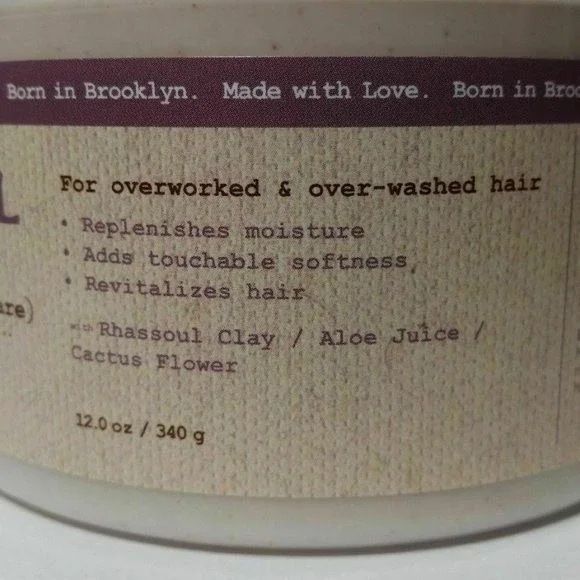 Born in Brooklyn. Made with Love. Born in Broo
For overworked & over-washed hair
• Replenishes moisture
• Adds touchable softness
• Revitalizes hair
Rhassoul Clay / Aloe Juice /
Cactus Flower
12.0 oz / 340 g